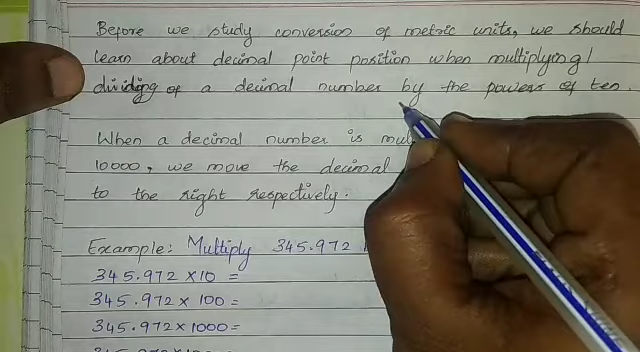 Before we study conversion of metric units, we should
learn about decimal point position when multiplying/
dividing of a decimal number by the powers of ten.
When a decimal number is mul
10000, we move the decimal
to the right respectively.
Example: Multiply 345.972
345.972 × 10 =
345.972 × 100 =
345.972 × 1000 =